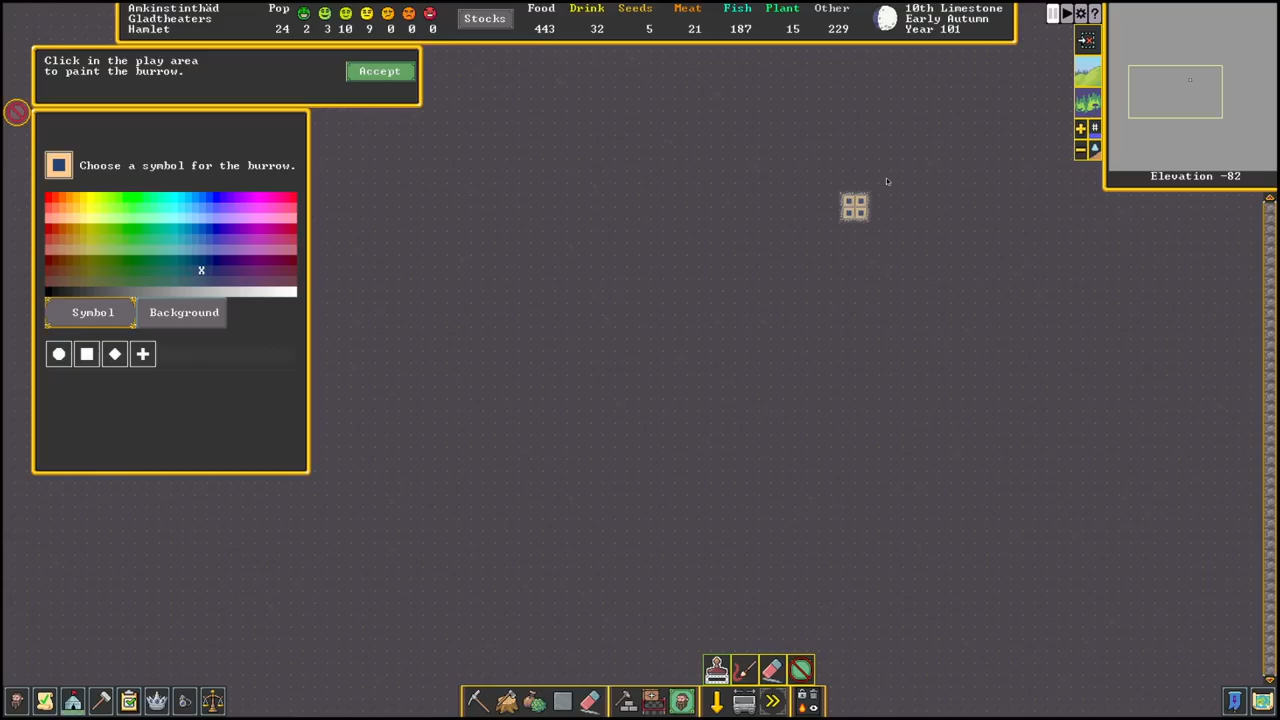 Ankinstinthäd
Gladtheaters
Hamlet
Pop
24 2 3 10 9 0 0 0
Stocks
Food Drink Seeds Meat Fish Plant Other
443 32 5 21 187 15 229
10th Limestone
Early Autumn
Year 101
?
#
Elevation -82
Click in the play area
to paint the burrow.
Accept
Choose a symbol for the burrow.
X
Symbol
Background